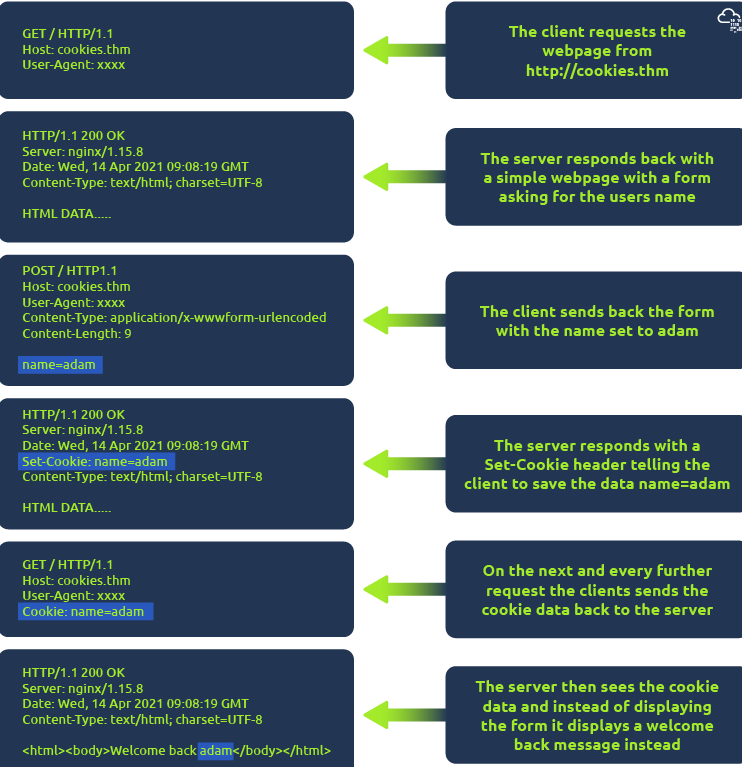 GET / HTTP/1.1
Host: cookies.thm
User-Agent: xxxx
The client requests the
webpage from
http://cookies.thm
HTTP/1.1 200 OK
Server: nginx/1.15.8
Date: Wed, 14 Apr 2021 09:08:19 GMT
Content-Type: text/html; charset=UTF-8
HTML DATA.....
The server responds back with
a simple webpage with a form
asking for the users name
POST / HTTP1.1
Host: cookies.thm
User-Agent: xxxx
Content-Type: application/x-wwwform-urlencoded
Content-Length: 9
name=adam
The client sends back the form
with the name set to adam
HTTP/1.1 200 OK
Server: nginx/1.15.8
Date: Wed, 14 Apr 2021 09:08:19 GMT
Set-Cookie: name=adam
Content-Type: text/html; charset=UTF-8
HTML DATA.....
The server responds with a
Set-Cookie header telling the
client to save the data name=adam
GET / HTTP/1.1
Host: cookies.thm
User-Agent: xxxx
Cookie: name=adam
On the next and every further
request the clients sends the
cookie data back to the server
HTTP/1.1 200 OK
Server: nginx/1.15.8
Date: Wed, 14 Apr 2021 09:08:19 GMT
Content-Type: text/html; charset=UTF-8
<html><body>Welcome back adam</body></html>
The server then sees the cookie
data and instead of displaying
the form it displays a welcome
back message instead